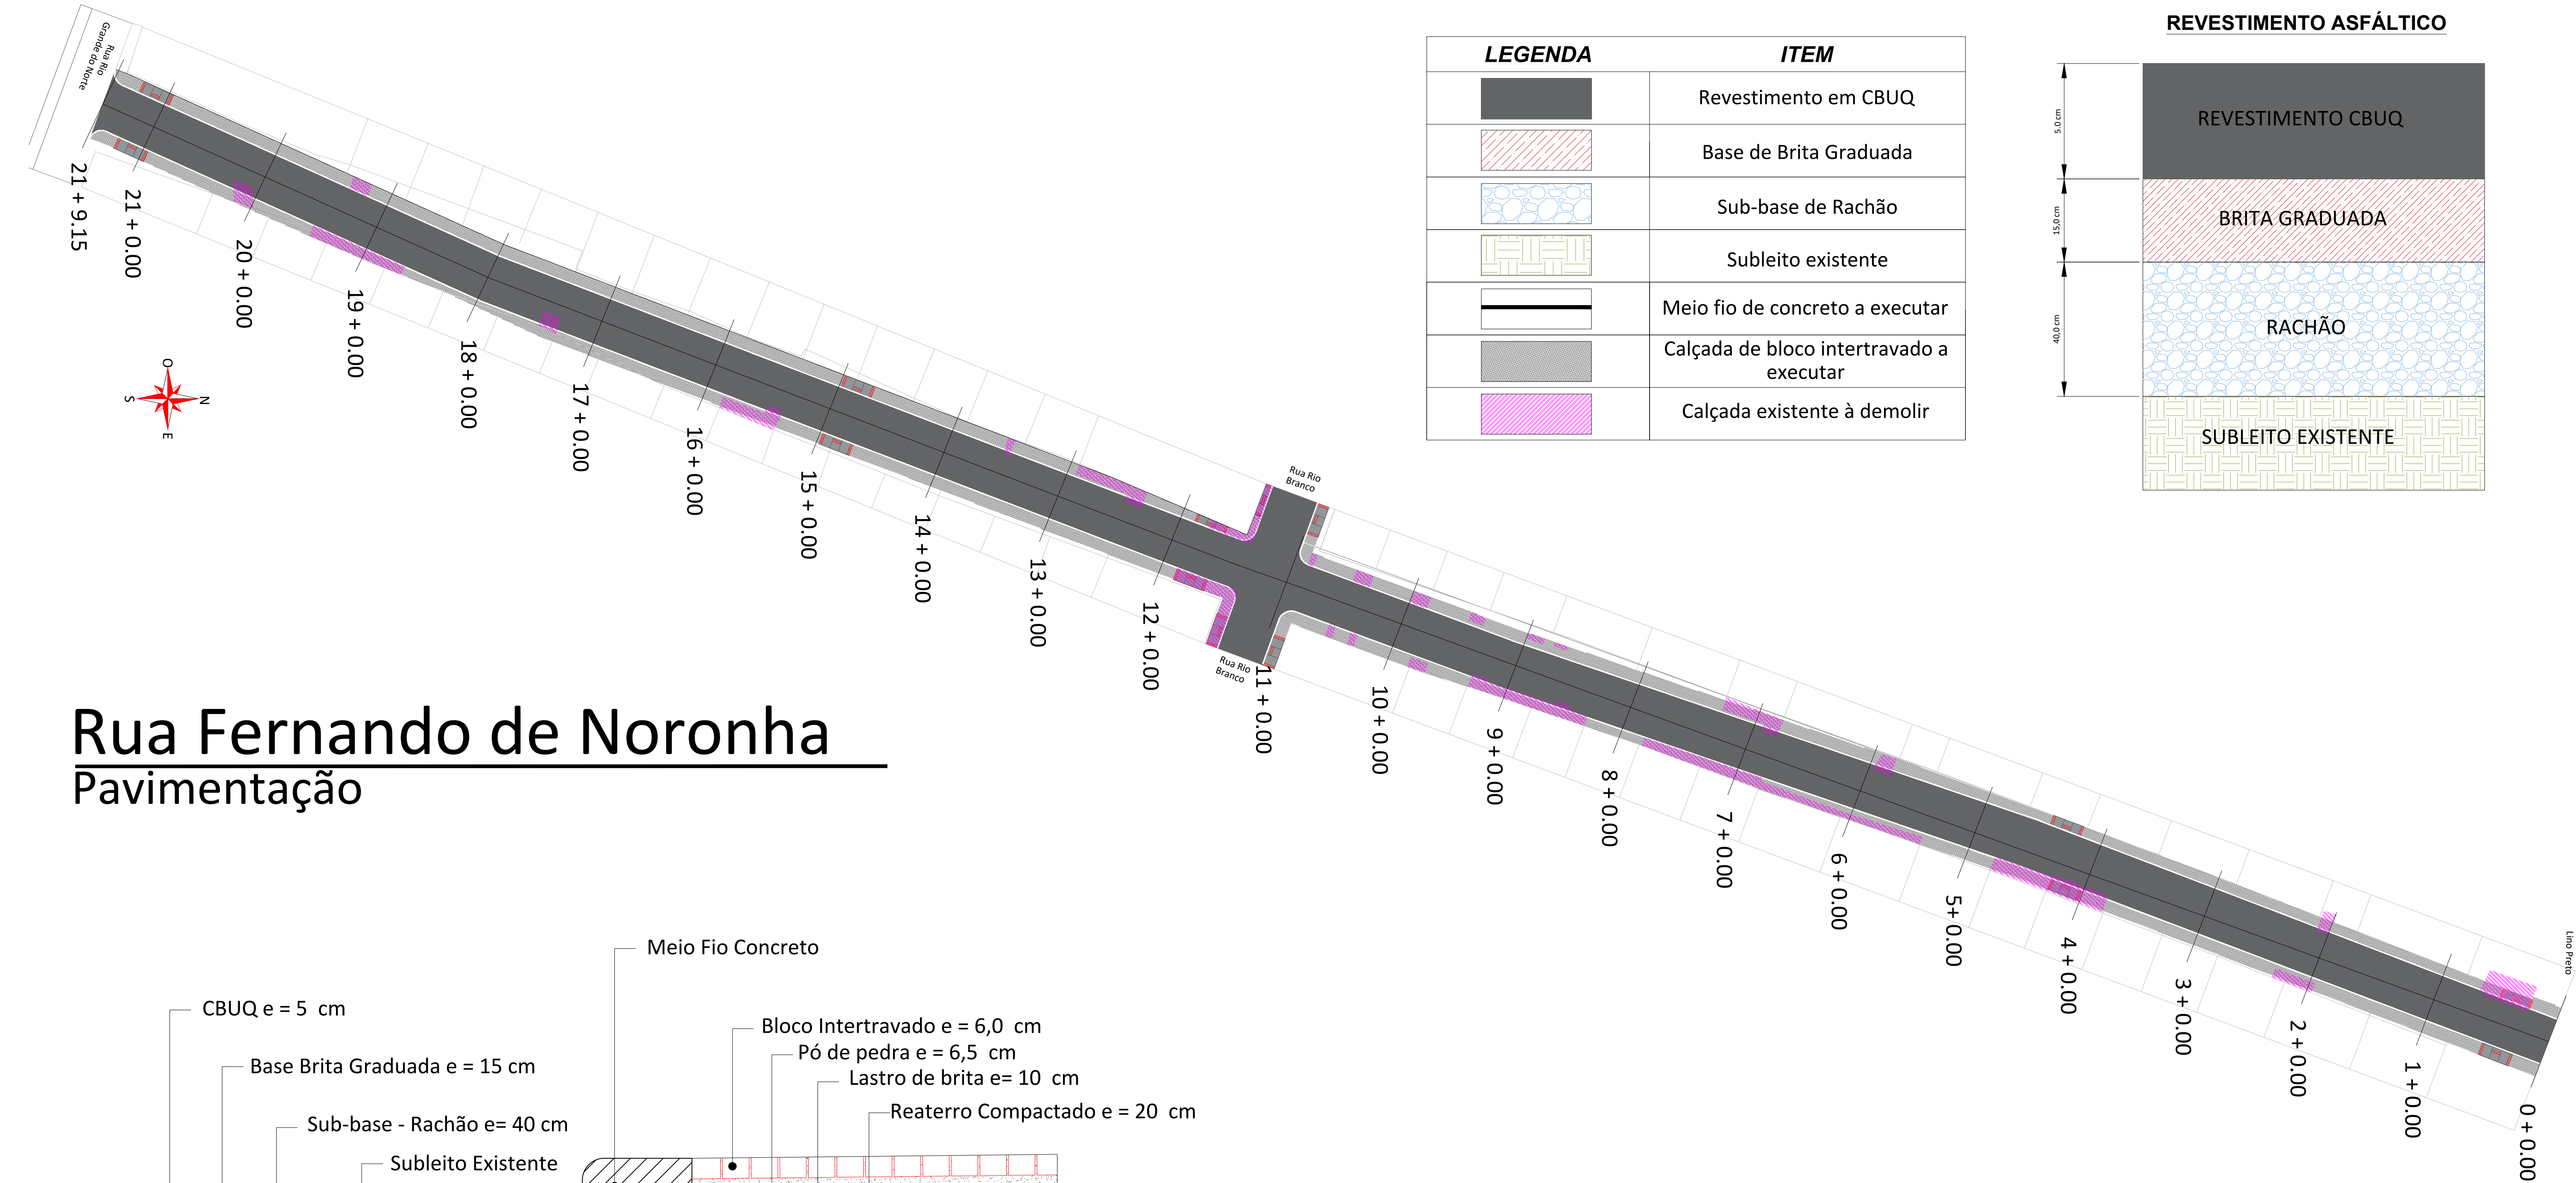 REVESTIMENTO ASFÁLTICO
LEGENDA
ITEM
Revestimento em CBUQ
Base de Brita Graduada
Sub-base de Rachão
Subleito existente
Meio fio de concreto a executar
Calçada de bloco intertravado a
executar
Calçada existente à demolir
5.0 cm
15,0 cm
40,0 cm
REVESTIMENTO CBUQ
BRITA GRADUADA
RACHÃO
SUBLEITO EXISTENTE
Rua Rio
Grande do Norte
21 + 9.15
21 + 0.00
20 + 0.00
19 + 0.00
18 + 0.00
17 + 0.00
16 + 0.00
15 + 0.00
14 + 0.00
13 + 0.00
12 + 0.00
11 + 0.00
10 + 0.00
9 + 0.00
8 + 0.00
7 + 0.00
6 + 0.00
5+ 0.00
4 + 0.00
3 + 0.00
2 + 0.00
1 + 0.00
0 + 0.00
Rua Rio
Branco
Rua Rio
Branco
Lino Preto
O
S
N
E
Rua Fernando de Noronha
Pavimentação
Meio Fio Concreto
CBUQ e = 5 cm
Bloco Intertravado e = 6,0 cm
Pó de pedra e = 6,5 cm
Base Brita Graduada e = 15 cm
Lastro de brita e= 10 cm
Reaterro Compactado e = 20 cm
Sub-base - Rachão e= 40 cm
Subleito Existente